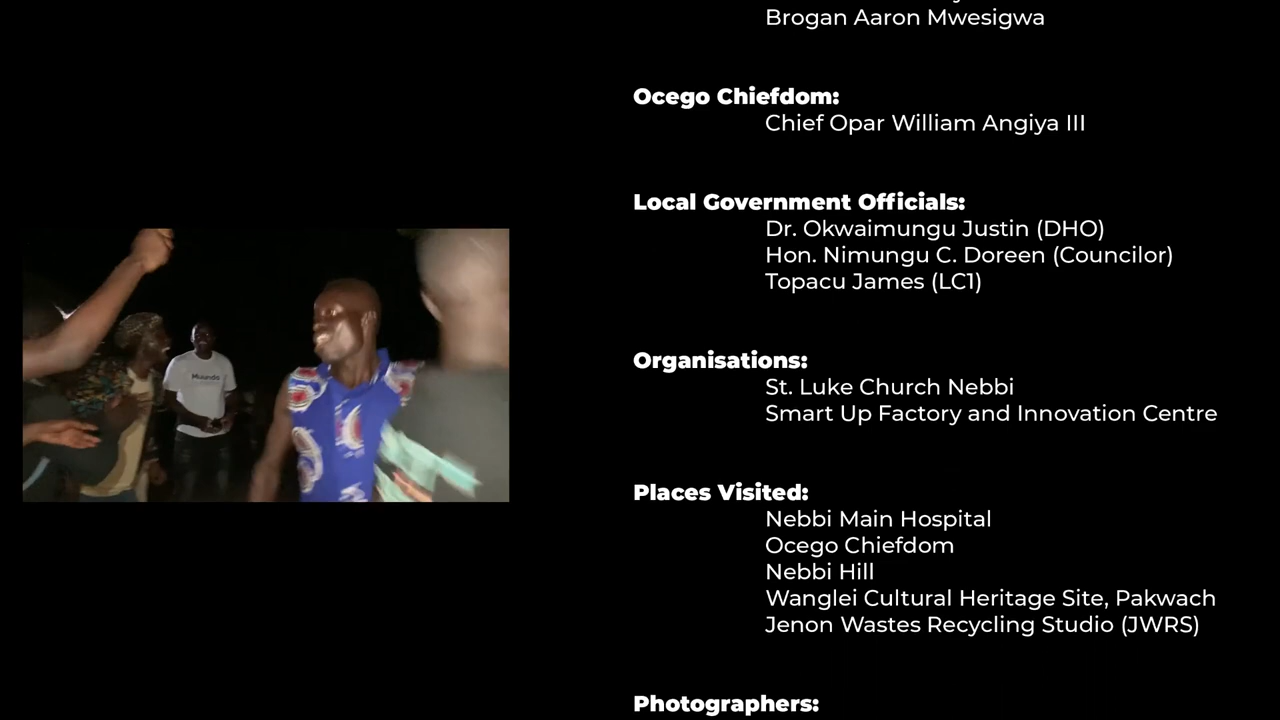 Brogan Aaron Mwesigwa
Ocego Chiefdom:
Chief Opar William Angiya III
Local Government Officials:
Dr. Okwaimungu Justin (DHO)
Hon. Nimungu C. Doreen (Councilor)
Topacu James (LC1)
Organisations:
St. Luke Church Nebbi
Smart Up Factory and Innovation Centre
Places Visited:
Nebbi Main Hospital
Ocego Chiefdom
Nebbi Hill
Wanglei Cultural Heritage Site, Pakwach
Jenon Wastes Recycling Studio (JWRS)
Photographers: